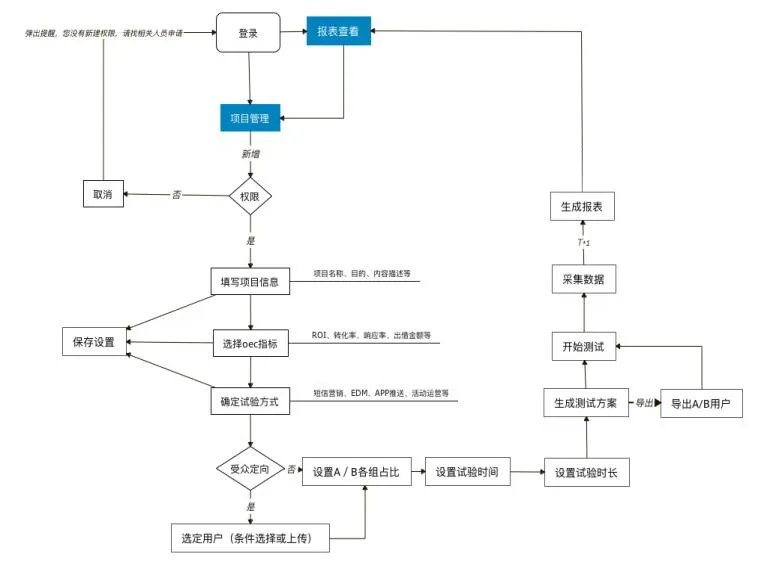 弹出提醒，您没有新建权限，请找相关人员申请
登录
报表查看
项目管理
新增
取消
否
权限
生成报表
是
T+1
填写项目信息
项目名称、目的、内容描述等
采集数据
保存设置
选择oec指标
ROI、转化率、响应率、出借金额等
开始测试
确定试验方式
短信营销、EDM、APP推送、活动运营等
生成测试方案
导出
导出A/B用户
受众定向
否
设置A / B各组占比
设置试验时间
设置试验时长
是
选定用户（条件选择或上传）